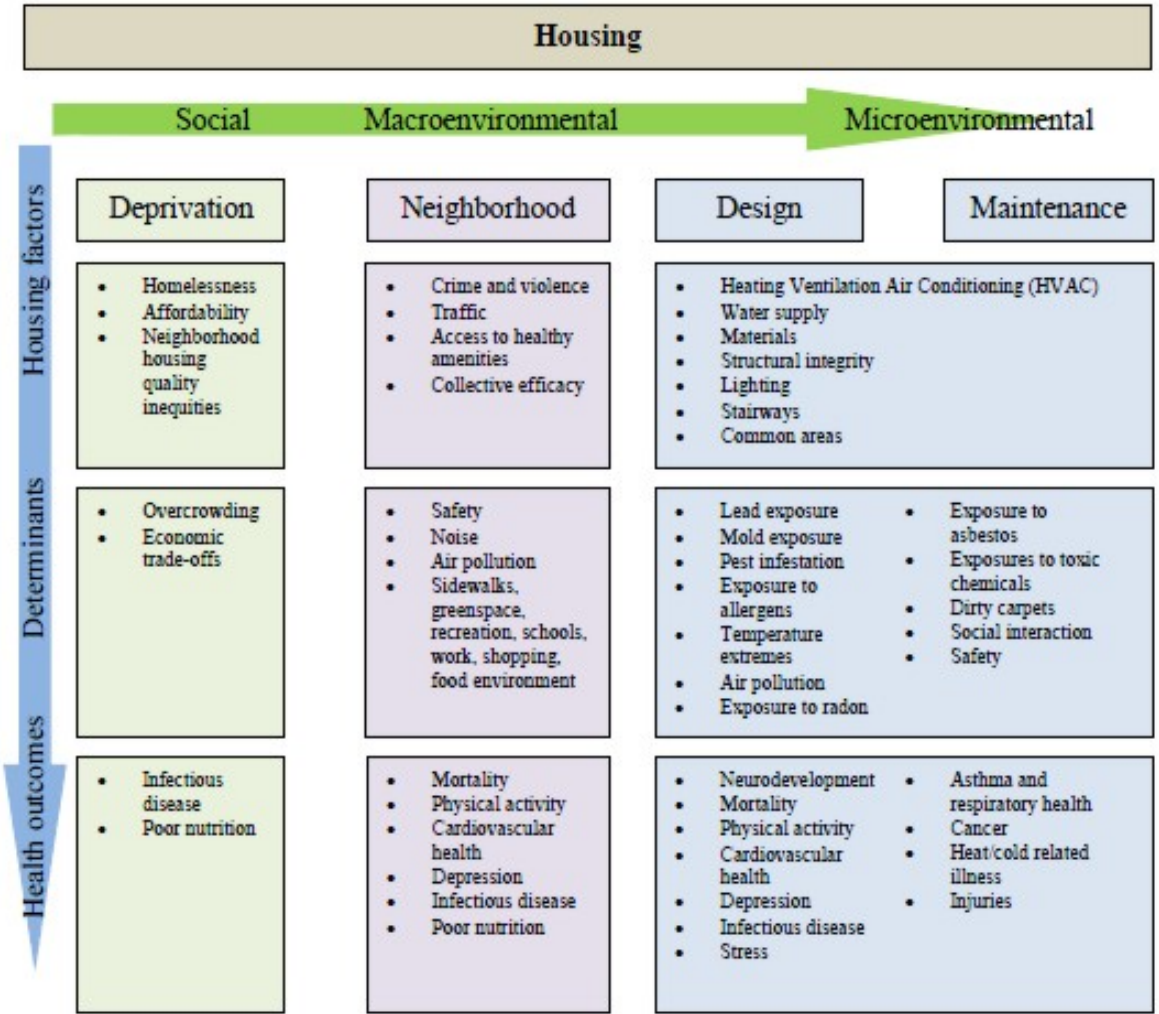 Housing
Social
Macroenvironmental
Microenvironmental
Housing factors
Determinants
Health outcomes
Deprivation
Neighborhood
Design
Maintenance
• Homelessness
• Affordability
• Neighborhood
housing
quality
inequities
• Crime and violence
• Traffic
• Access to healthy
amenities
• Collective efficacy
• Heating Ventilation Air Conditioning (HVAC)
• Water supply
• Materials
• Structural integrity
• Lighting
• Stairways
• Common areas
• Overcrowding
• Economic
trade-offs
• Safety
• Noise
• Air pollution
• Sidewalks,
greenspace,
recreation, schools,
work, shopping,
food environment
• Lead exposure
• Mold exposure
• Pest infestation
• Exposure to
allergens
• Temperature
extremes
• Air pollution
• Exposure to radon
• Exposure to
asbestos
• Exposures to toxic
chemicals
• Dirty carpets
• Social interaction
• Safety
• Infectious
disease
• Poor nutrition
• Mortality
• Physical activity
• Cardiovascular
health
• Depression
• Infectious disease
• Poor nutrition
• Neurodevelopment
• Mortality
• Physical activity
• Cardiovascular
health
• Depression
• Infectious disease
• Stress
• Asthma and
respiratory health
• Cancer
• Heat/cold related
illness
• Injuries